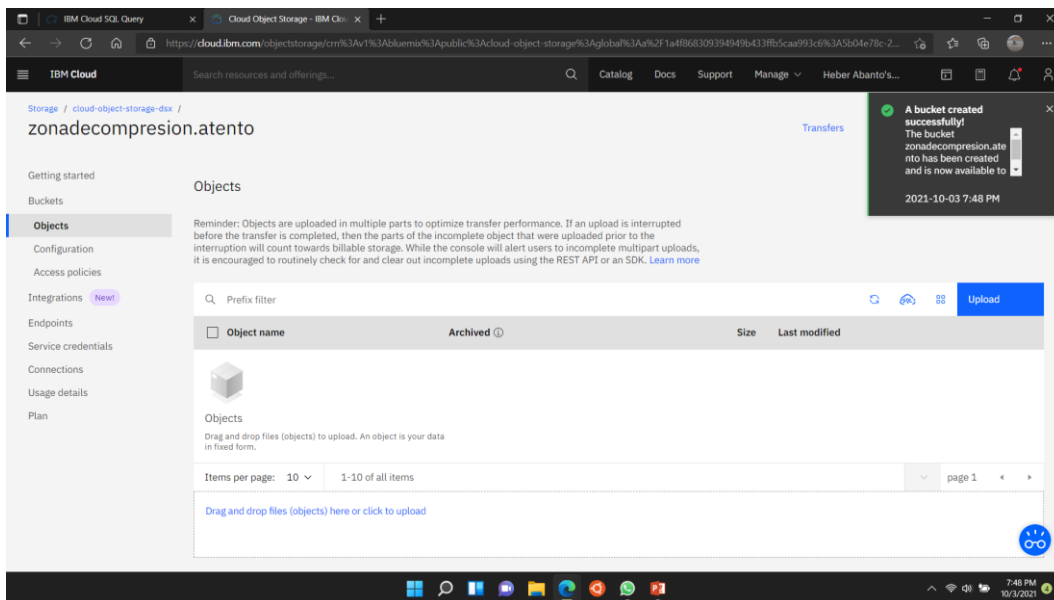 IBM Cloud SQL Query
Cloud Object Storage - IBM Clou
https://cloud.ibm.com/objectstorage/crn%3Av1%3Abluemix%3Apublic%3Acloud-object-storage%3Aglobal%3Aa%2F1a4f868309394949b433ffb5caa993c6%3A5b04e78c-2...
IBM Cloud
Search resources and offerings...
Catalog
Docs
Support
Manage
Heber Abanto's...
Storage / cloud-object-storage-dsx /
zonadecompresion.atento
Transfers
A bucket created
successfully!
The bucket
zonadecompresion.ate
nto has been created
and is now available to
2021-10-03 7:48 PM
Getting started
Buckets
Objects
Configuration
Access policies
Integrations New!
Endpoints
Service credentials
Connections
Usage details
Plan
Objects
Reminder: Objects are uploaded in multiple parts to optimize transfer performance. If an upload is interrupted
before the transfer is completed, then the parts of the incomplete object that were uploaded prior to the
interruption will count towards billable storage. While the console will alert users to incomplete multipart uploads,
it is encouraged to routinely check for and clear out incomplete uploads using the REST API or an SDK. Learn more
Prefix filter
SQL
Upload
Object name
Archived
Size
Last modified
Objects
Drag and drop files (objects) to upload. An object is your data
in fixed form.
Items per page: 10
1-10 of all items
page 1
Drag and drop files (objects) here or click to upload
7:48 PM
10/3/2021
4